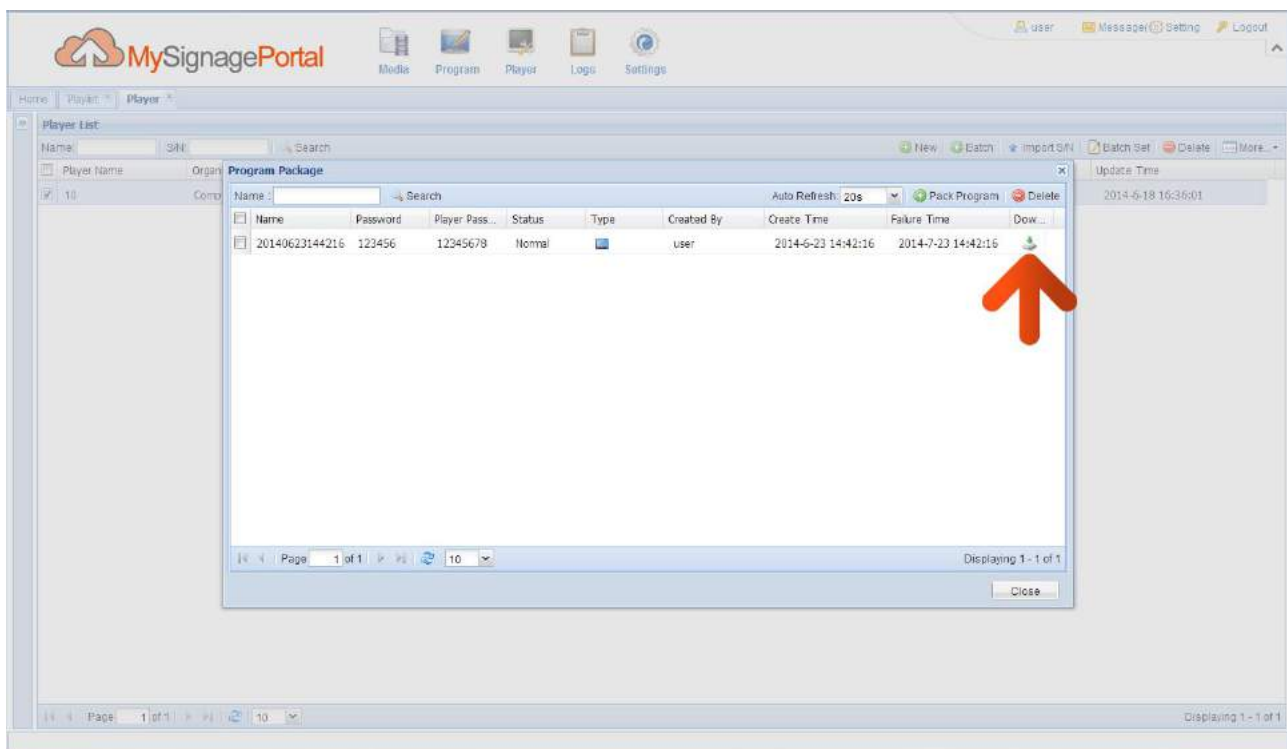 user Message( Setting Logout
MySignagePortal
Media Program Player Logs Settings
Home Playlist Player
Player List
Name: S/N: Search New Batch Import S/N Batch Set Delete More...
Player Name Organ Update Time
10 Comp 2014-6-18 16:36:01
Program Package
Name : Search Auto Refresh: 20s Pack Program Delete
Name Password Player Pass... Status Type Created By Create Time Failure Time Dow...
20140623144216 123456 12345678 Normal user 2014-6-23 14:42:16 2014-7-23 14:42:16
Page 1 of 1 10 Displaying 1 - 1 of 1
Close
Page 1 of 1 10 Displaying 1 - 1 of 1